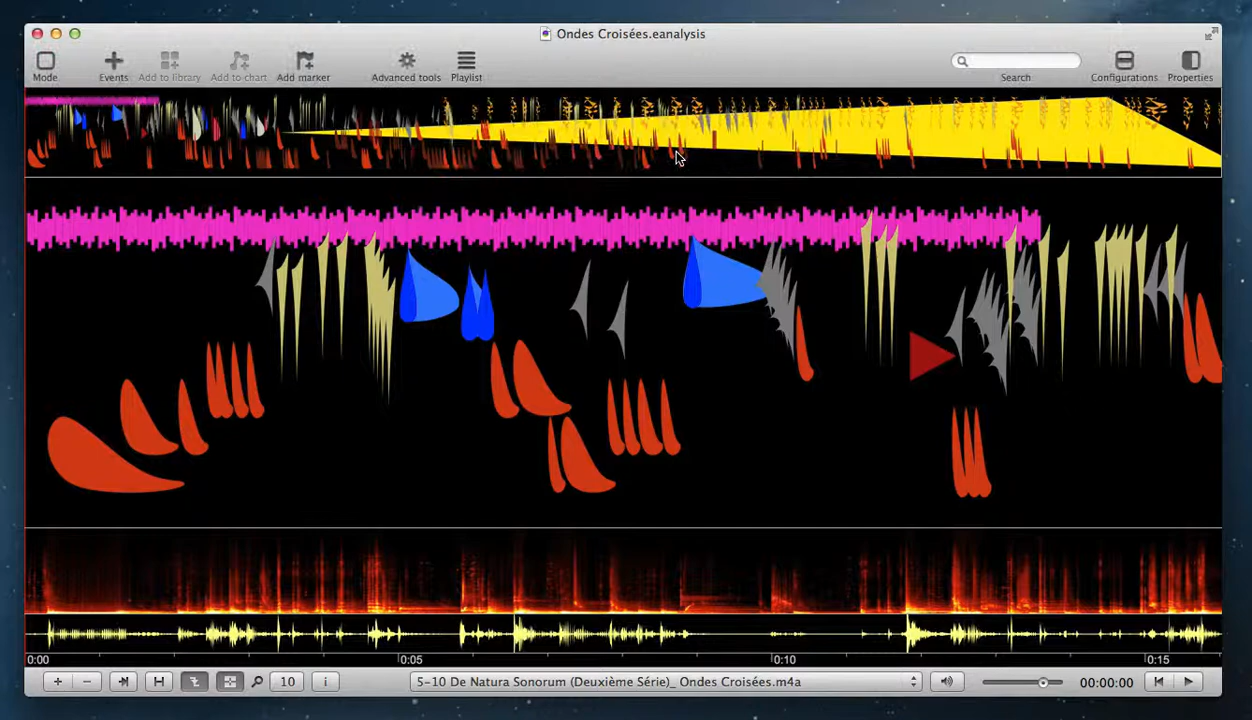 Ondes Croisées.eanalysis
Mode Events Add to library Add to chart Add marker Advanced tools Playlist Search Configurations Properties
0:00 0:05 0:10 0:15
10 i 5-10 De Natura Sonorum (Deuxième Série)_ Ondes Croisées.m4a 00:00:00